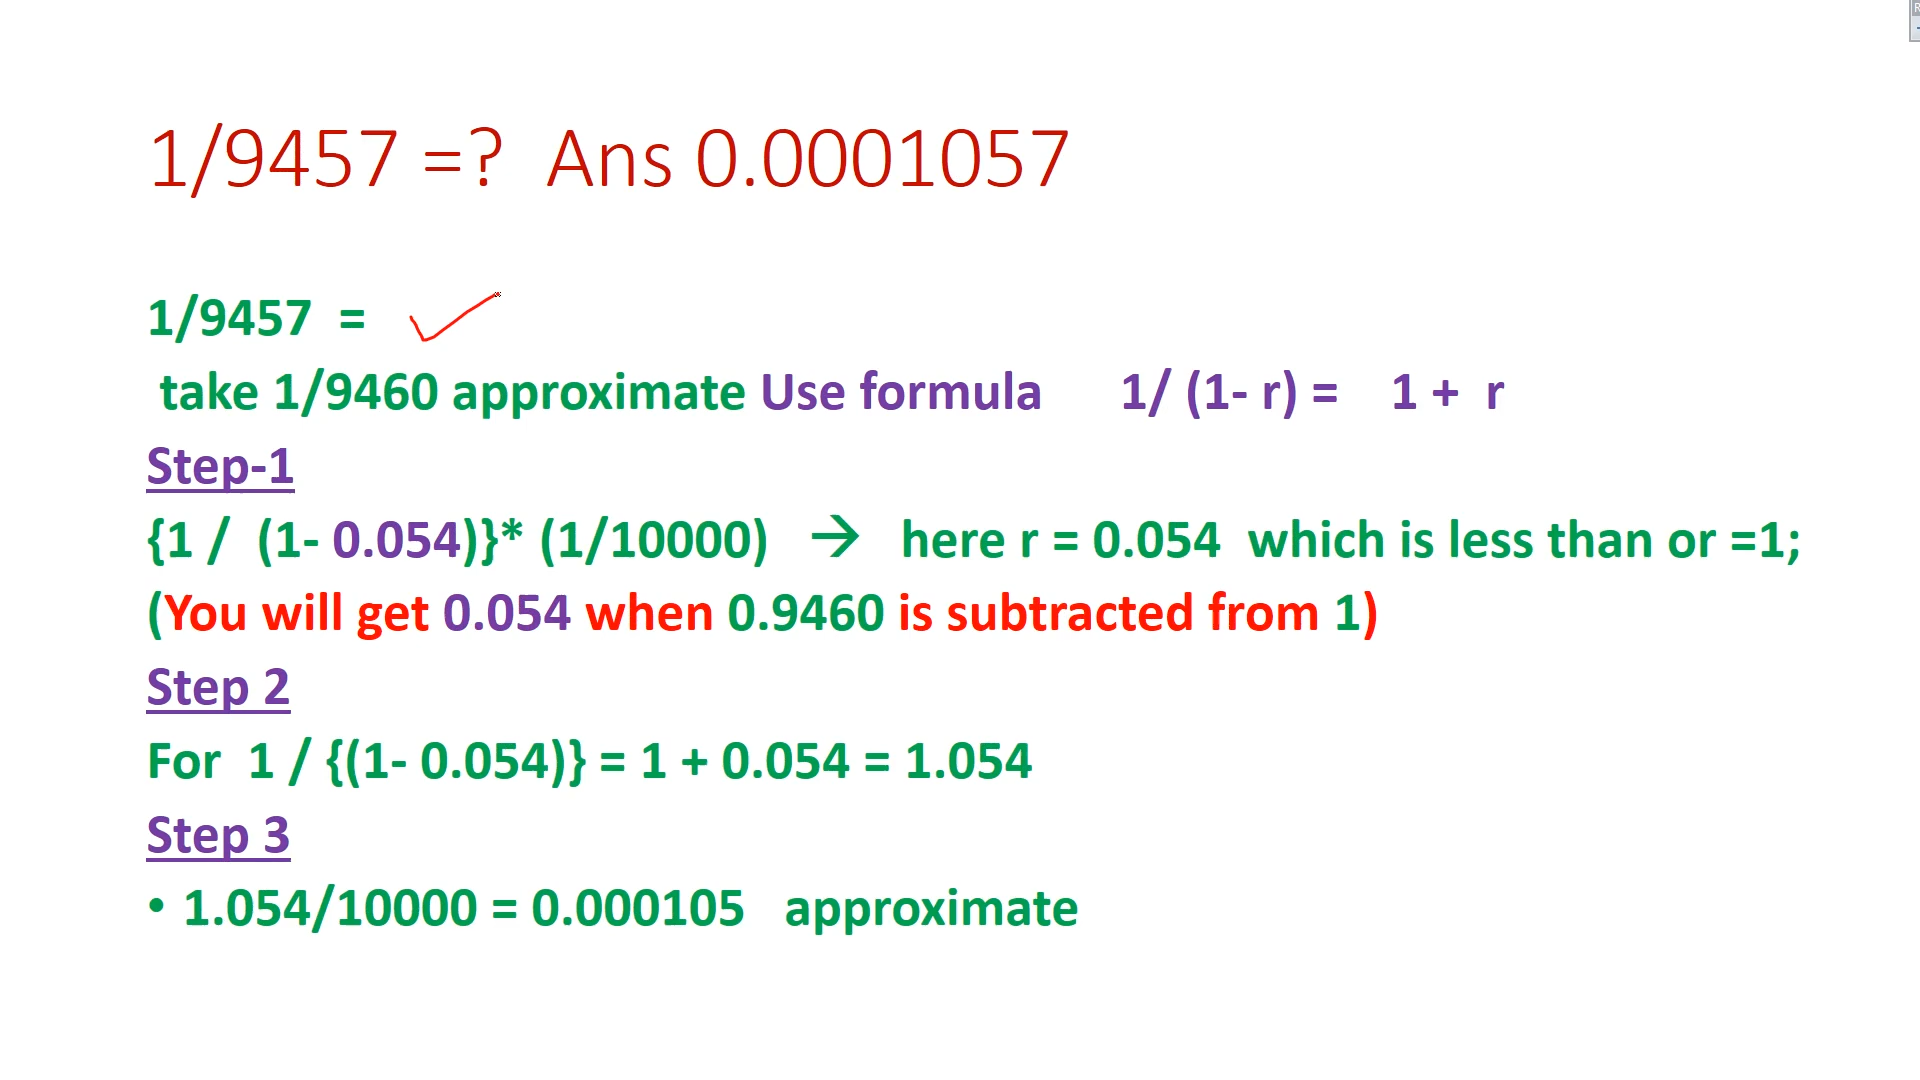 1/9457 =? Ans 0.0001057
1/9457 =
take 1/9460 approximate Use formula 1/ (1- r) = 1 + r
Step-1
{1 / (1- 0.054)}* (1/10000) → here r = 0.054 which is less than or =1;
(You will get 0.054 when 0.9460 is subtracted from 1)
Step 2
For 1 / {(1- 0.054)} = 1 + 0.054 = 1.054
Step 3
• 1.054/10000 = 0.000105 approximate